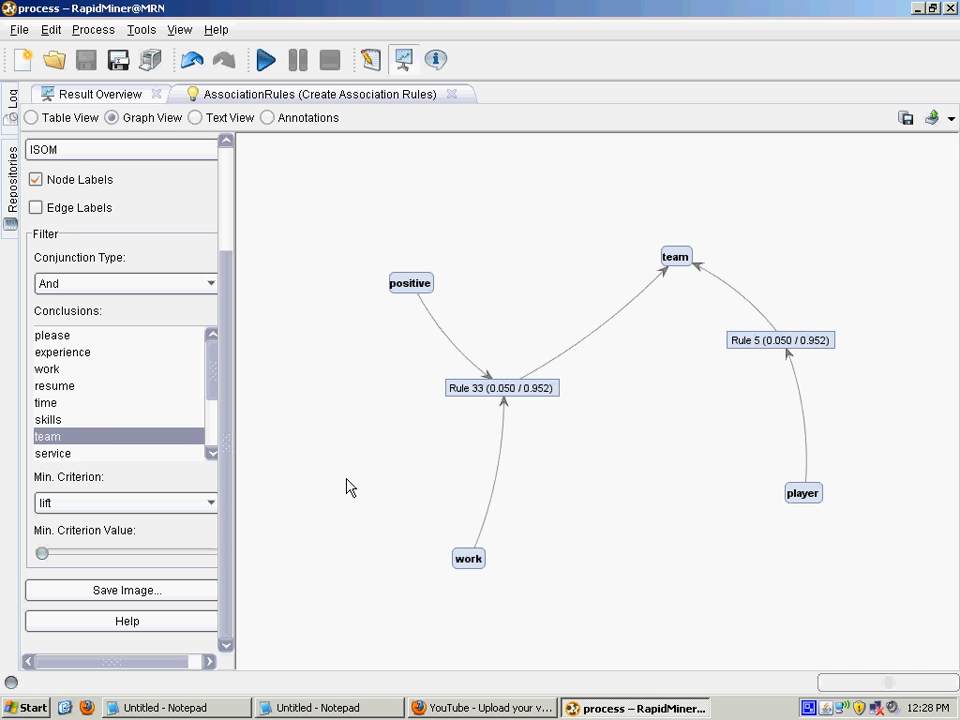 process – RapidMiner@MRN
File Edit Process Tools View Help
Log
Repositories
Result Overview
AssociationRules (Create Association Rules)
Table View Graph View Text View Annotations
ISOM
Node Labels
Edge Labels
Filter
Conjunction Type:
And
Conclusions:
please
experience
work
resume
time
skills
team
service
Min. Criterion:
lift
Min. Criterion Value:
Save Image...
Help
team
positive
Rule 5 (0.050 / 0.952)
Rule 33 (0.050 / 0.952)
player
work
Start
Untitled - Notepad
Untitled - Notepad
YouTube - Upload your v...
process – RapidMiner...
12:28 PM